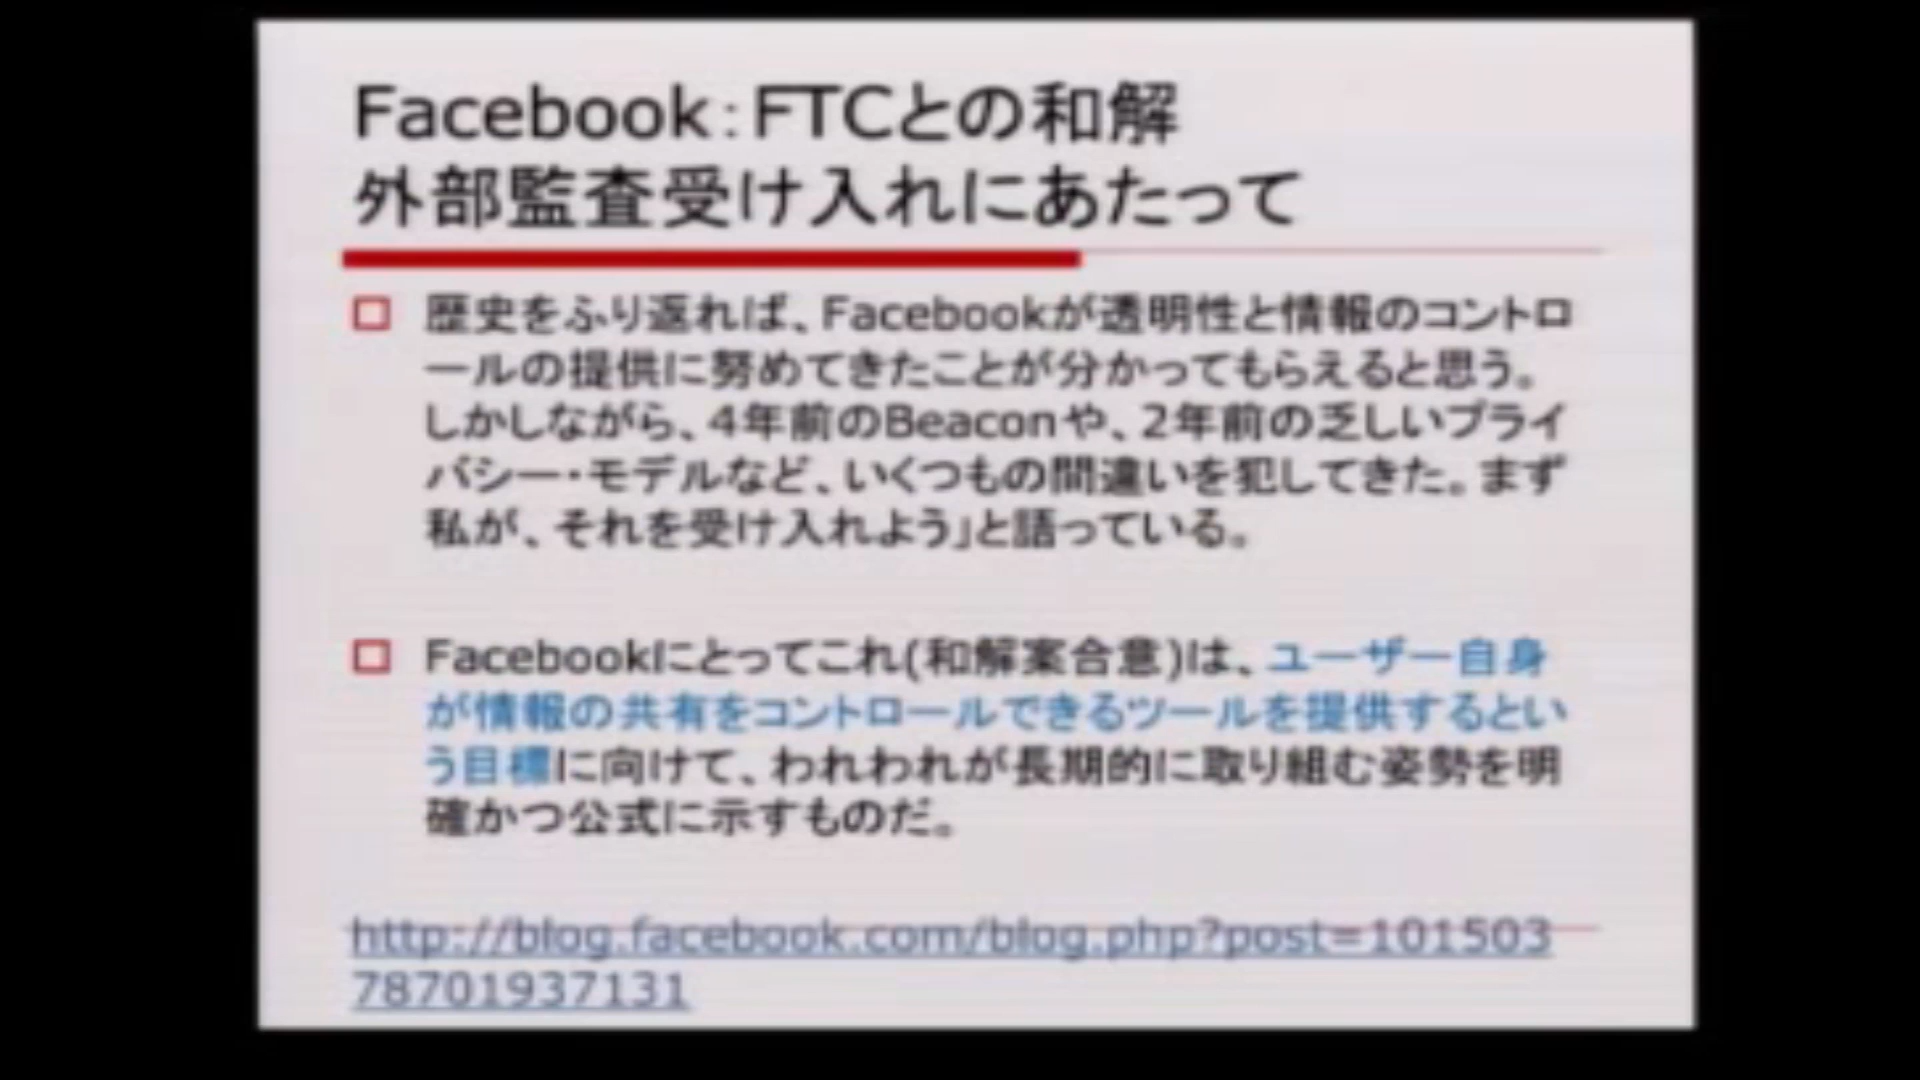 Facebook：FTCとの和解
外部監査受け入れにあたって
歴史をふり返れば、Facebookが透明性と情報のコントロ
ールの提供に努めてきたことが分かってもらえると思う。
しかしながら、4年前のBeaconや、2年前の乏しいプライ
バシー・モデルなど、いくつもの間違いを犯してきた。まず
私が、それを受け入れよう」と語っている。
Facebookにとってこれ(和解案合意)は、ユーザー自身
が情報の共有をコントロールできるツールを提供するとい
う目標に向けて、われわれが長期的に取り組む姿勢を明
確かつ公式に示すものだ。
http://blog.facebook.com/blog.php?post=101503
78701937131